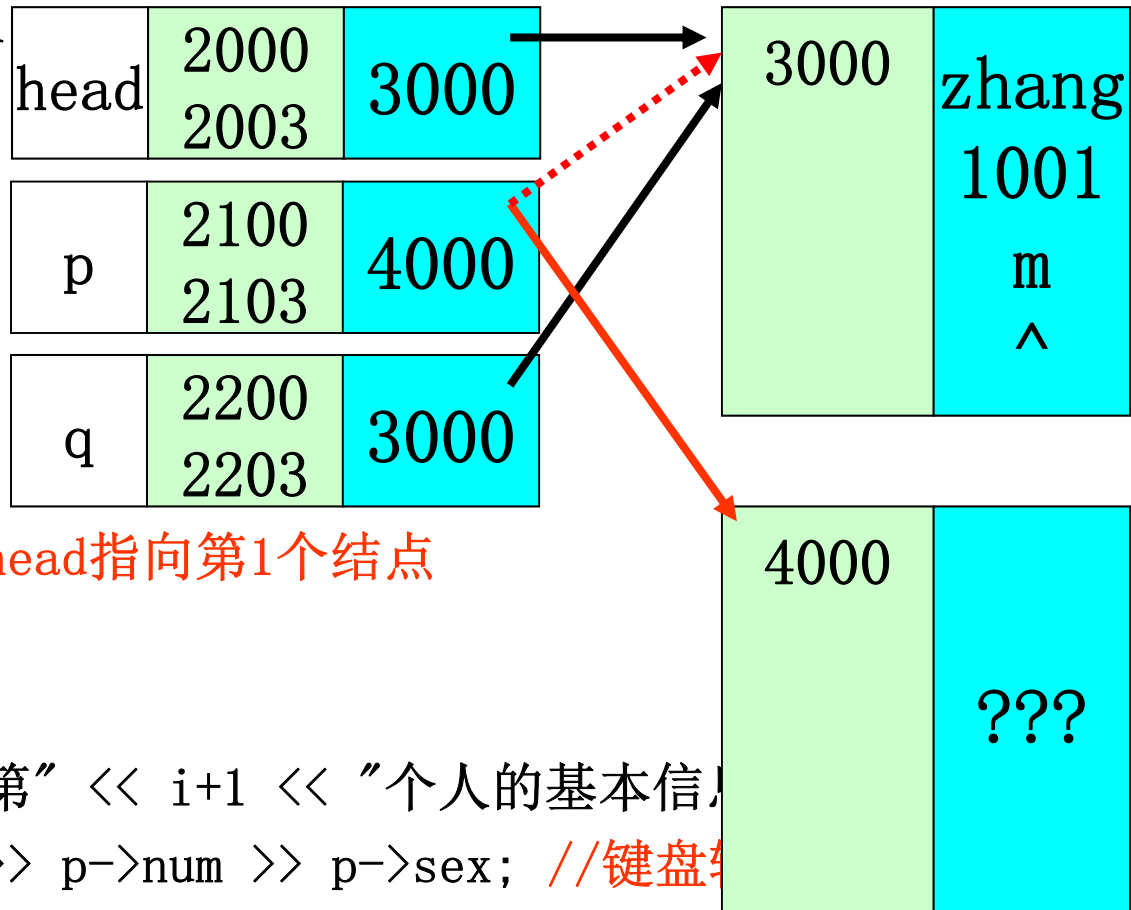 head
2000
2003
3000
p
2100
2103
4000
q
2200
2203
3000
3000
zhang
1001
m
^
4000
???
head指向第1个结点
第" << i+1 << "个人的基本信
>> p->num >> p->sex; //键盘